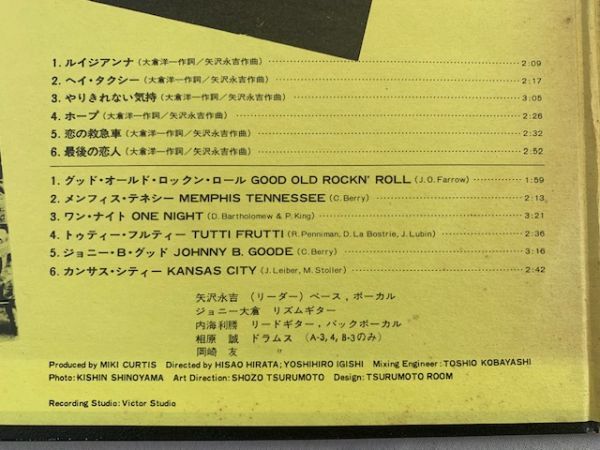 1. ルイジアンナ(大倉洋一作詞／矢沢永吉作曲)‥‥‥‥‥‥‥‥‥‥‥‥‥‥‥‥2:09
2. ヘイ・タクシー(大倉洋一作詞／矢沢永吉作曲)‥‥‥‥‥‥‥‥‥‥‥‥‥‥2:17
3. やりきれない気持(大倉洋一作詞／矢沢永吉作曲)‥‥‥‥‥‥‥‥‥‥‥‥‥3:05
4. ホープ(大倉洋一作詞／矢沢永吉作曲)‥‥‥‥‥‥‥‥‥‥‥‥‥‥‥‥‥‥2:26
5. 恋の救急車(大倉洋一作詞／矢沢永吉作曲)‥‥‥‥‥‥‥‥‥‥‥‥‥‥‥‥2:32
6. 最後の恋人(大倉洋一作詞／矢沢永吉作曲)‥‥‥‥‥‥‥‥‥‥‥‥‥‥‥‥2:52
1. グッド・オールド・ロックン・ロール GOOD OLD ROCKN' ROLL (J.O. Farrow)‥‥‥‥1:59
2. メンフィス・テネシー MEMPHIS TENNESSEE (C. Berry)‥‥‥‥‥‥‥‥‥‥2:13
3. ワン・ナイト ONE NIGHT (D. Bartholomew & P. King)‥‥‥‥‥‥‥‥‥‥3:21
4. トゥティー・フルティー TUTTI FRUTTI (R. Penniman, D. La Bostrie, J. Lubin)‥‥‥2:36
5. ジョニー・B・グッド JOHNNY B. GOODE (C. Berry)‥‥‥‥‥‥‥‥‥‥‥3:16
6. カンサス・シティー KANSAS CITY (J. Leiber, M. Stoller)‥‥‥‥‥‥‥‥‥2:42
矢沢永吉 (リーダー) ベース，ボーカル
ジョニー大倉 リズムギター
内海利勝 リードギター，バックボーカル
相原 誠 ドラムス (A-3, 4, B-3のみ)
岡崎 友 〃
Produced by MIKI CURTIS Directed by HISAO HIRATA; YOSHIHIRO IGISHI Mixing Engineer: TOSHIO KOBAYASHI
Photo: KISHIN SHINOYAMA Art Direction: SHOZO TSURUMOTO Design: TSURUMOTO ROOM
Recording Studio: Victor Studio